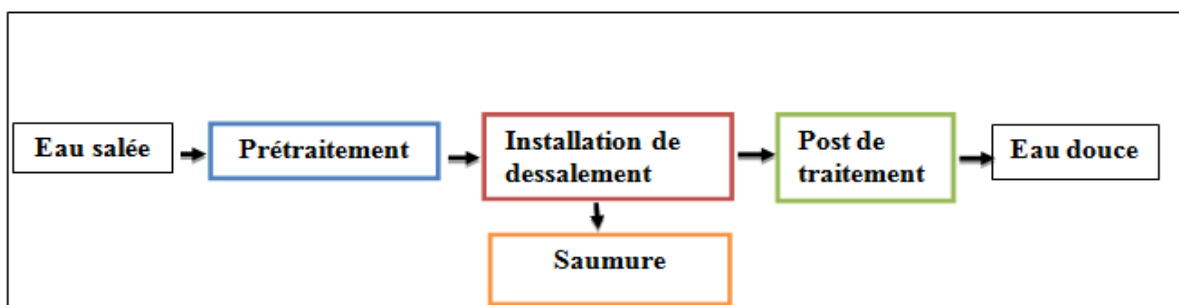 Eau salée
Prétraitement
Installation de
dessalement
Post de
traitement
Eau douce
Saumure